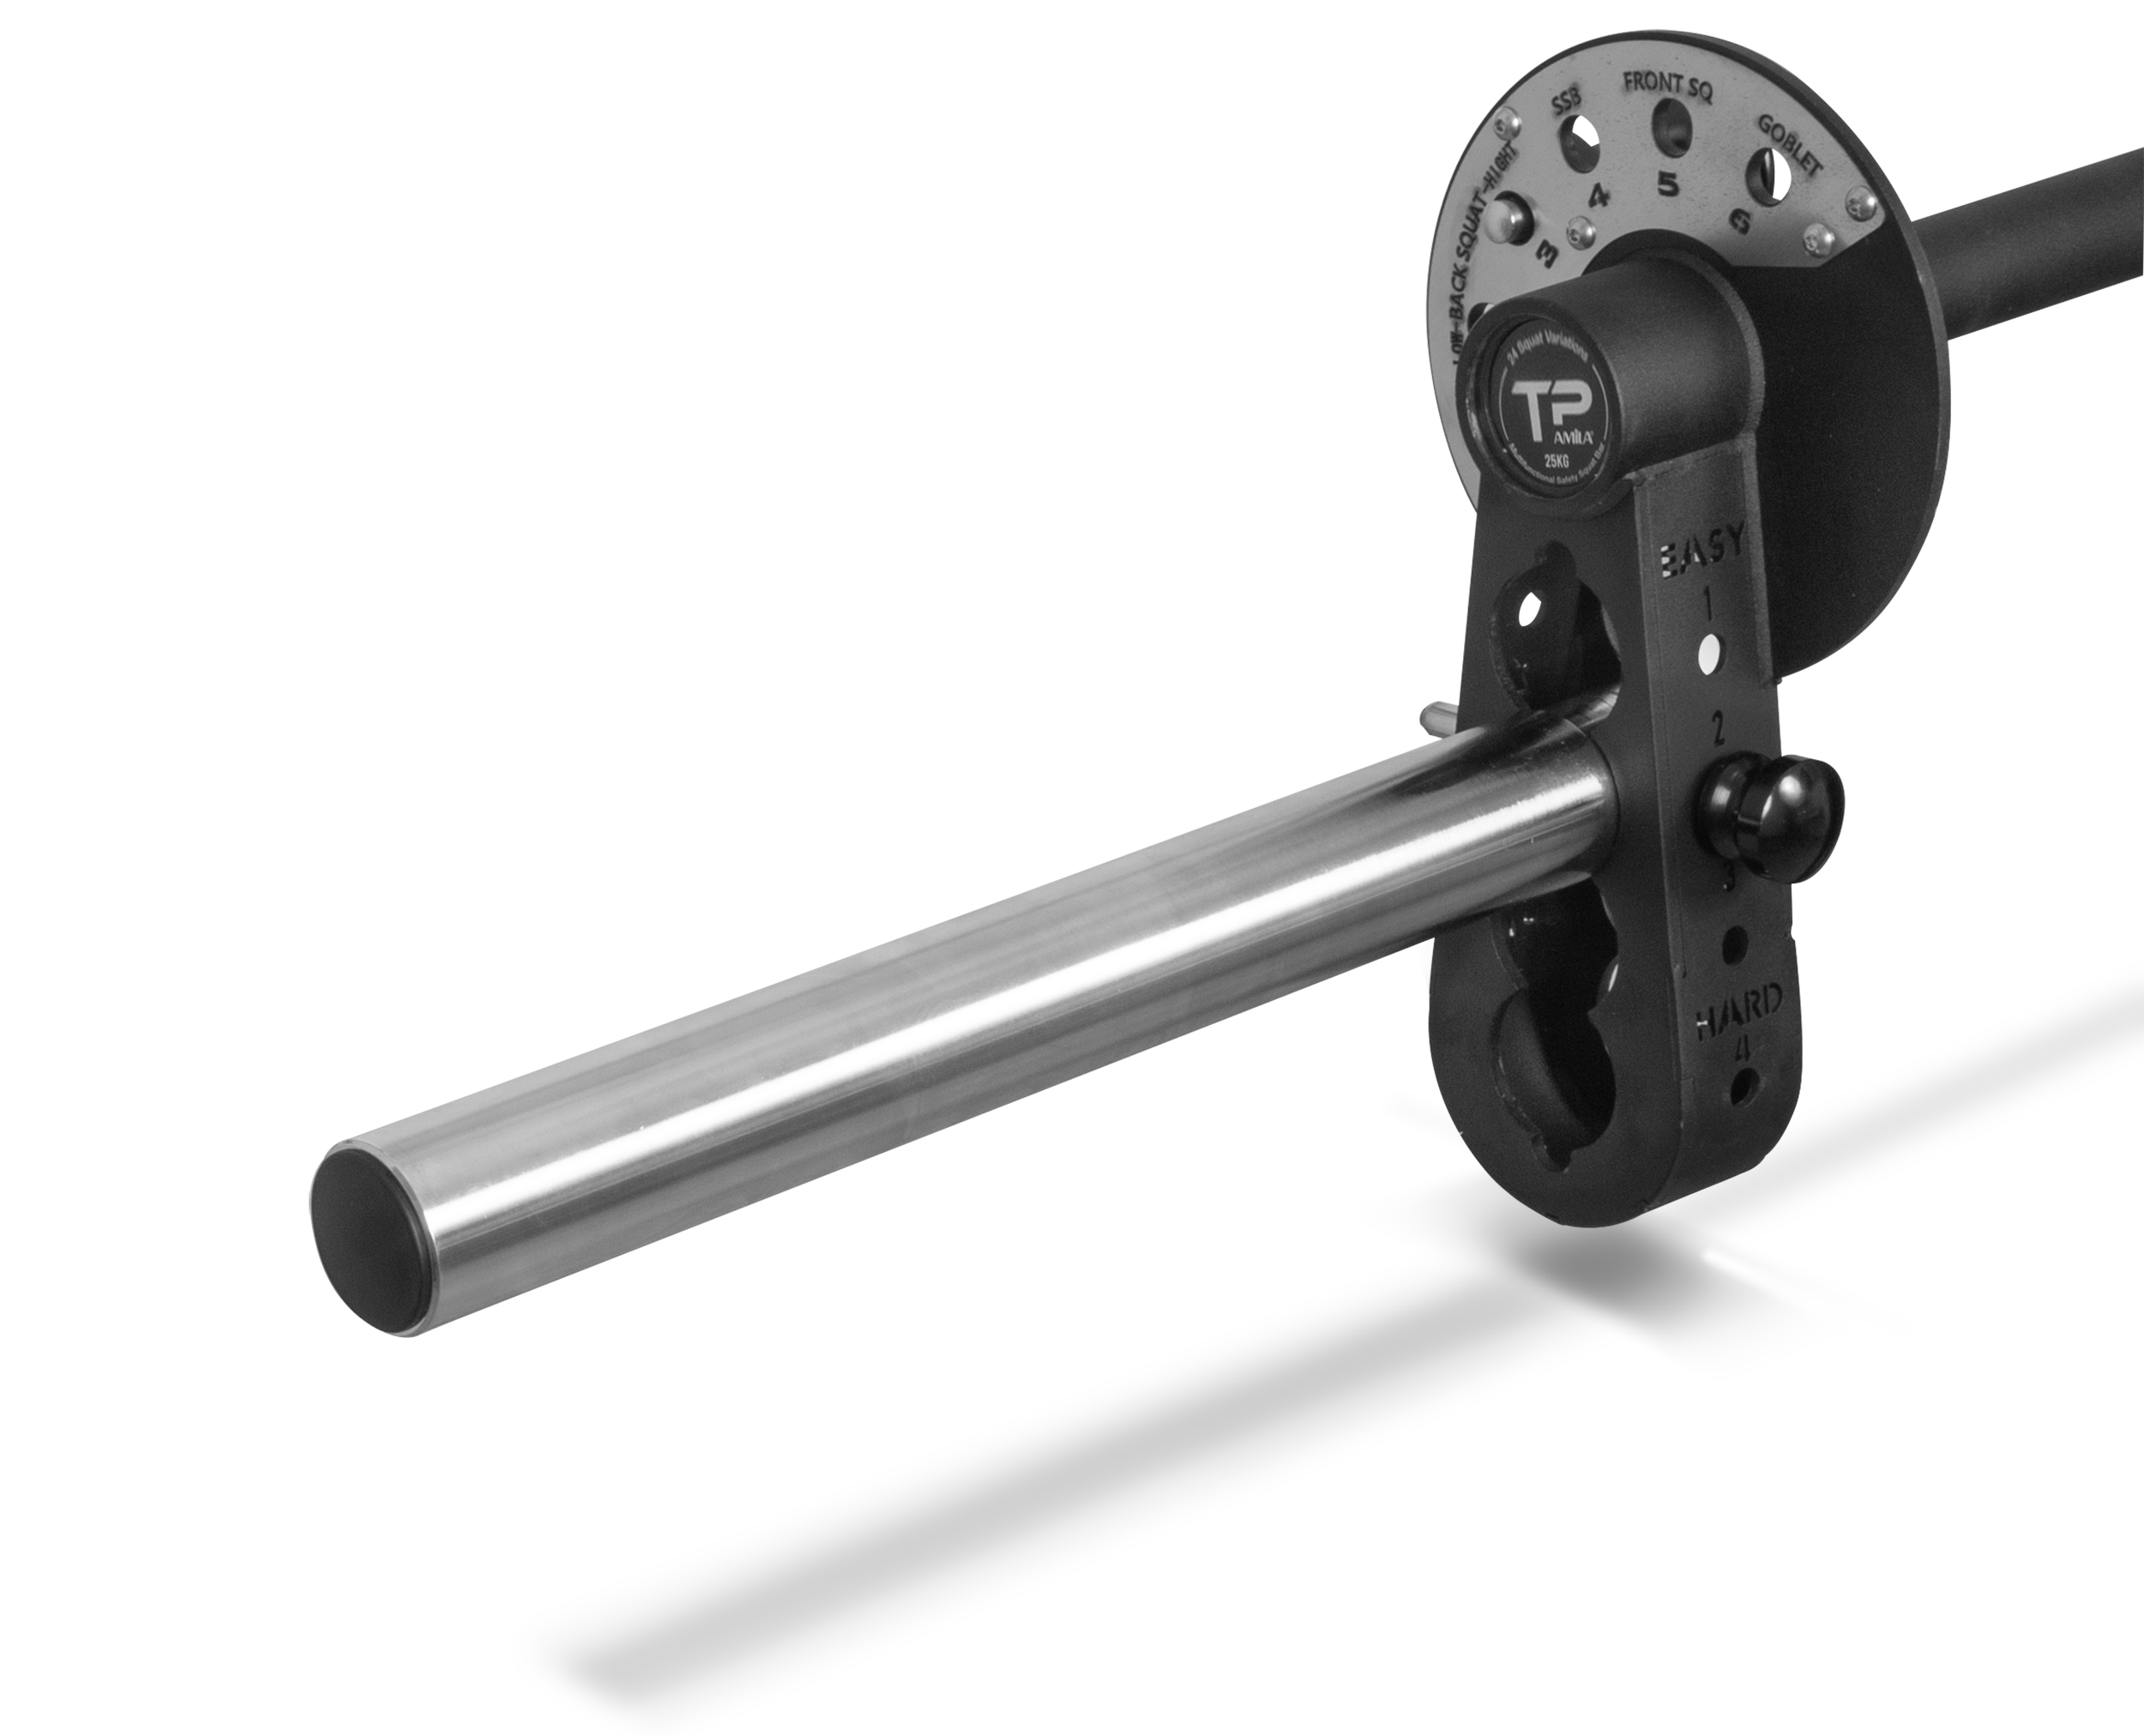 LOW-BACK SQUAT-HIGHT
SSB
FRONT SQ
GOBLET
3
4
5
6
24 Squat Variations
TP
AMILA®
25KG
Multifunctional Safety Squat Bar
EASY
1
2
3
HARD
4